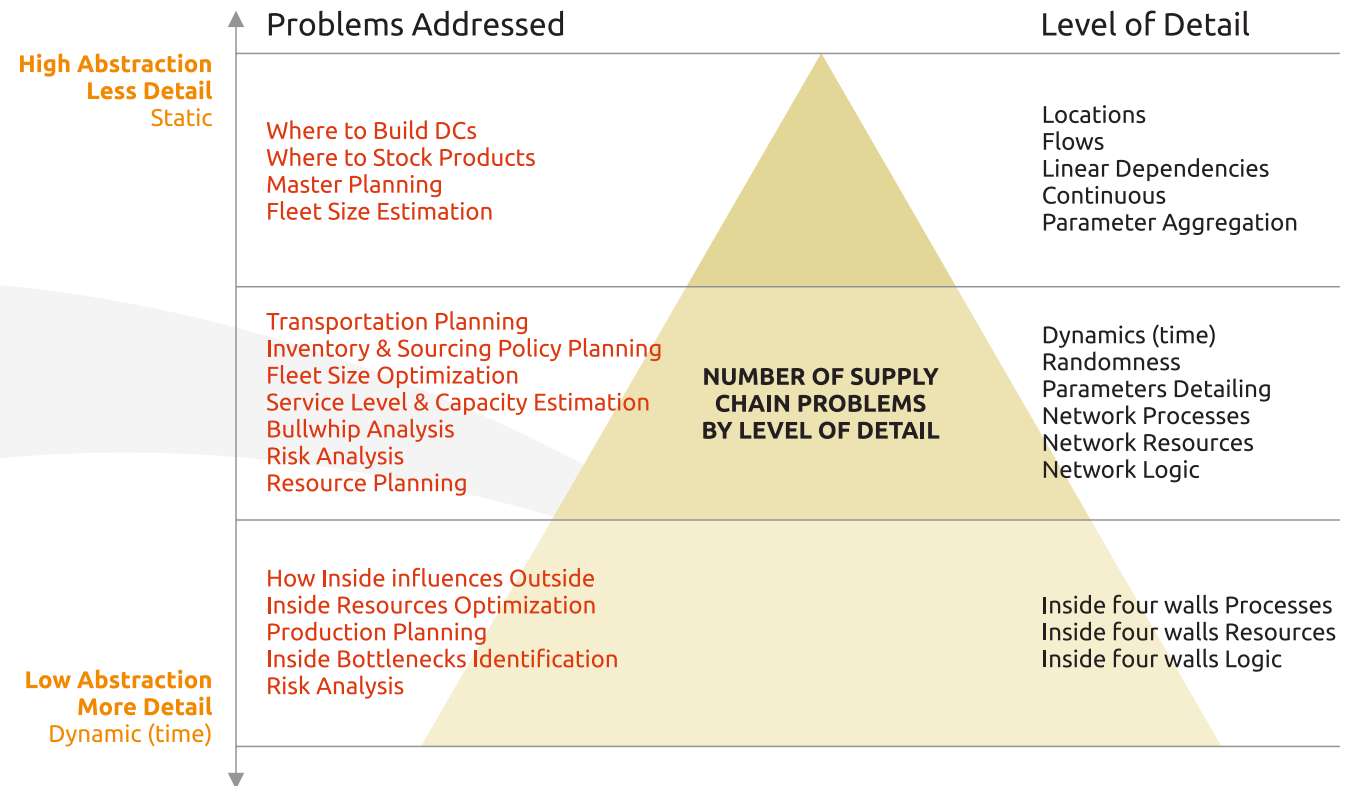 Problems Addressed
Level of Detail
High Abstraction
Less Detail
Static
Where to Build DCs
Where to Stock Products
Master Planning
Fleet Size Estimation
Locations
Flows
Linear Dependencies
Continuous
Parameter Aggregation
Transportation Planning
Inventory & Sourcing Policy Planning
Fleet Size Optimization
Service Level & Capacity Estimation
Bullwhip Analysis
Risk Analysis
Resource Planning
NUMBER OF SUPPLY
CHAIN PROBLEMS
BY LEVEL OF DETAIL
Dynamics (time)
Randomness
Parameters Detailing
Network Processes
Network Resources
Network Logic
How Inside influences Outside
Inside Resources Optimization
Production Planning
Inside Bottlenecks Identification
Risk Analysis
Inside four walls Processes
Inside four walls Resources
Inside four walls Logic
Low Abstraction
More Detail
Dynamic (time)